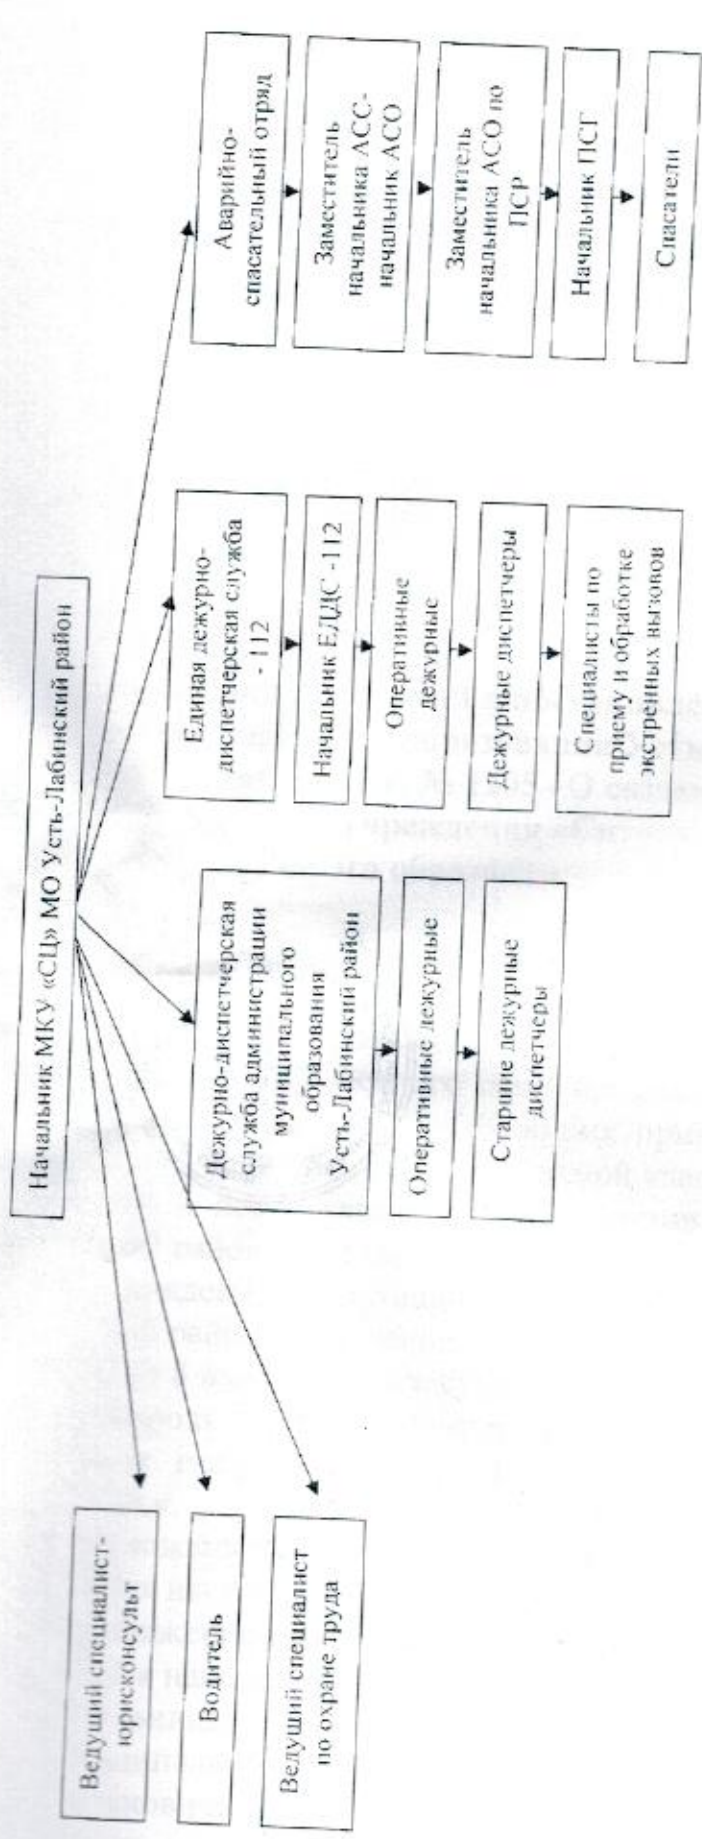 Начальник МКУ «СЦ» МО Усть-Лабинский район
Ведущий специалист-
юрисконсульт
Водитель
Ведущий специалист
по охране труда
Дежурно-диспетчерская
служба администрации
муниципального
образования
Усть-Лабинский район
Оперативные дежурные
Старшие дежурные
диспетчеры
Единая дежурно-
диспетчерская служба
- 112
Начальник ЕДДС -112
Оперативные
дежурные
Дежурные диспетчеры
Специалисты по
приему и обработке
экстренных вызовов
Аварийно-
спасательный отряд
Заместитель
начальника АСС-
начальник АСО
Заместитель
начальника АСО по
ПСР
Начальник ПСГ
Спасатели